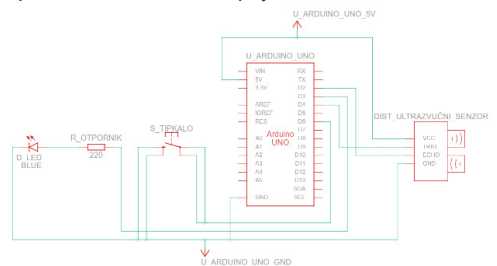 U_ARDUINO_UNO_5V
U_ARDUINO_UNO
VIN
5V
3.3V
AREF
IOREF
RES
A0
A1
A2
A3
A4
A5
GND
Arduino
UNO
RX
TX
D2
D3
D4
D5
D6
D7
D8
D9
D10
D11
D12
D13
SDA
SCL
DIST_ULTRAZVUČNI_SENZOR
VCC
TRIG
ECHO
GND
S_TIPKALO
R_OTPORNIK
220
D_LED
BLUE
U_ARDUINO_UNO_GND